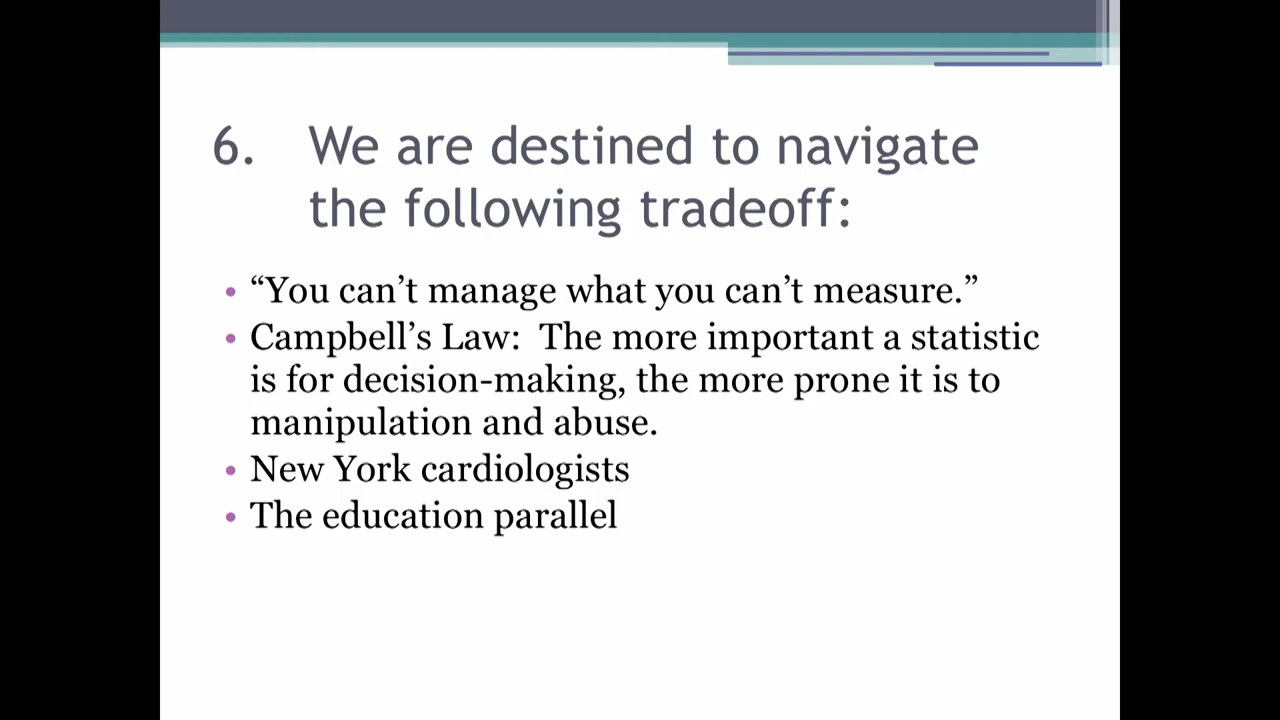 6. We are destined to navigate
the following tradeoff:
• “You can’t manage what you can’t measure.”
• Campbell’s Law:  The more important a statistic
is for decision-making, the more prone it is to
manipulation and abuse.
• New York cardiologists
• The education parallel